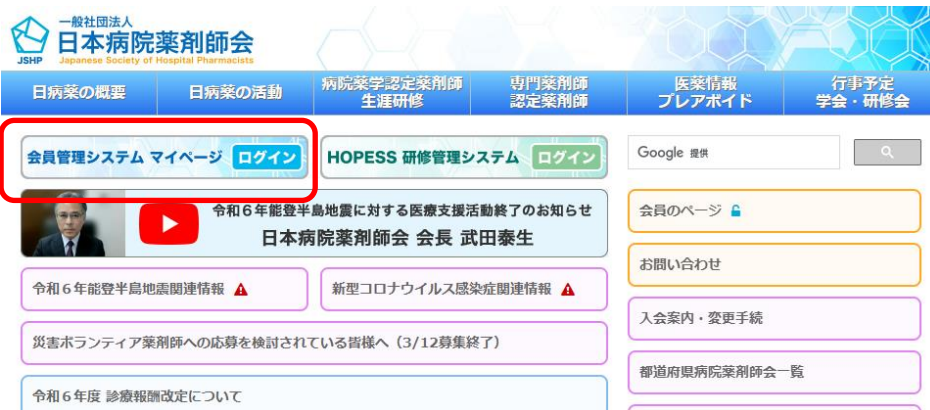 一般社団法人
日本病院薬剤師会
JSHP
Japanese Society of Hospital Pharmacists
日病薬の概要
日病薬の活動
病院薬学認定薬剤師
生涯研修
専門薬剤師
認定薬剤師
医薬情報
プレアボイド
行事予定
学会・研修会
会員管理システム マイページ ログイン
HOPESS 研修管理システム ログイン
Google 提供
令和6年能登半島地震に対する医療支援活動終了のお知らせ
日本病院薬剤師会 会長 武田泰生
会員のページ
お問い合わせ
令和6年能登半島地震関連情報
新型コロナウイルス感染症関連情報
入会案内・変更手続
災害ボランティア薬剤師への応募を検討されている皆様へ（3/12募集終了）
都道府県病院薬剤師会一覧
令和6年度 診療報酬改定について